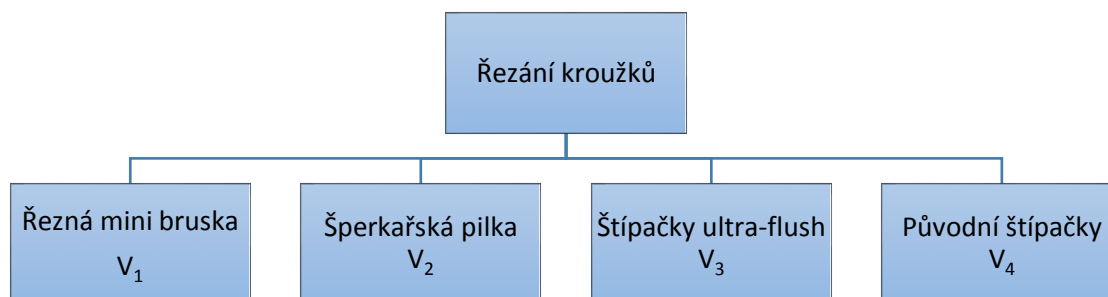 Řezání kroužků
Řezná mini bruska
V₁
Šperkařská pilka
V₂
Štípačky ultra-flush
V₃
Původní štípačky
V₄